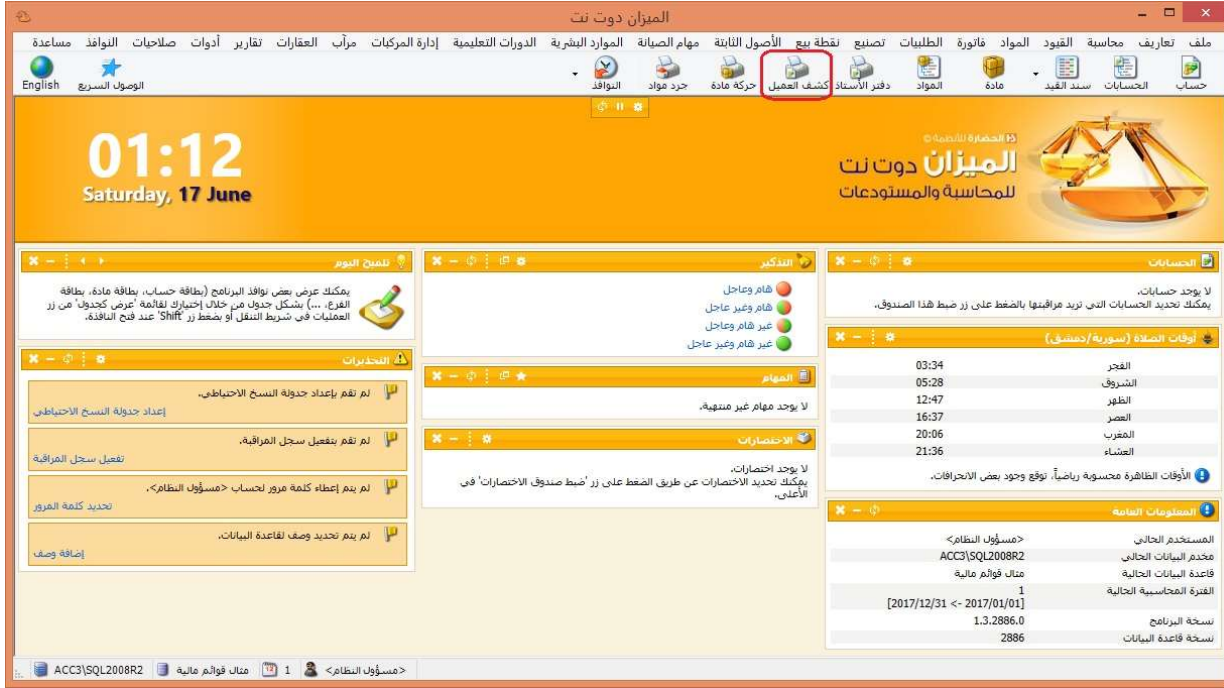 الميزان دوت نت
ملف تعاريف محاسبة القيود المواد فاتورة الطلبيات تصنيع نقطة بيع الأصول الثابتة مهام الصيانة الموارد البشرية الدورات التعليمية إدارة المركبات مرآب العقارات تقارير أدوات صلاحيات النوافذ مساعدة
حساب الحسابات سند القيد مادة المواد دفتر الأستاذ كشف العميل حركة مادة جرد مواد النوافذ الوصول السريع English
الحضارة للأنظمة ©
الميزان دوت نت
للمحاسبة والمستودعات
01:12
Saturday, 17 June
الحسابات
لا يوجد حسابات.
يمكنك تحديد الحسابات التي تريد مراقبتها بالضغط على زر ضبط هذا الصندوق.
أوقات الصلاة (سورية/دمشق)
الفجر 03:34
الشروق 05:28
الظهر 12:47
العصر 16:37
المغرب 20:06
العشاء 21:36
الأوقات الظاهرة محسوبة رياضياً، توقع وجود بعض الانحرافات.
المعلومات العامة
المستخدم الحالي <مسؤول النظام>
مخدم البيانات الحالي ACC3\SQL2008R2
قاعدة البيانات الحالية مثال قوائم مالية
الفترة المحاسبية الحالية 1
[2017/12/31 <- 2017/01/01]
نسخة البرنامج 1.3.2886.0
نسخة قاعدة البيانات 2886
التذكير
هام وعاجل
هام وغير عاجل
غير هام وعاجل
غير هام وغير عاجل
المهام
لا يوجد مهام غير منتهية.
الاختصارات
لا يوجد اختصارات.
يمكنك تحديد الاختصارات عن طريق الضغط على زر 'ضبط صندوق الاختصارات' في
الأعلى.
تلميح اليوم
يمكنك عرض بعض نوافذ البرنامج (بطاقة حساب، بطاقة مادة، بطاقة
الفرع، ...) بشكل جدول من خلال إختيارك لقائمة 'عرض كجدول' من زر
العمليات في شريط التنقل أو بضغط زر 'Shift' عند فتح النافذة.
التحذيرات
لم تقم بإعداد جدولة النسخ الاحتياطي.
إعداد جدولة النسخ الاحتياطي
لم تقم بتفعيل سجل المراقبة.
تفعيل سجل المراقبة
لم يتم إعطاء كلمة مرور لحساب <مسؤول النظام>.
تحديد كلمة المرور
لم يتم تحديد وصف لقاعدة البيانات.
إضافة وصف
ACC3\SQL2008R2 مثال قوائم مالية 1 <مسؤول النظام>